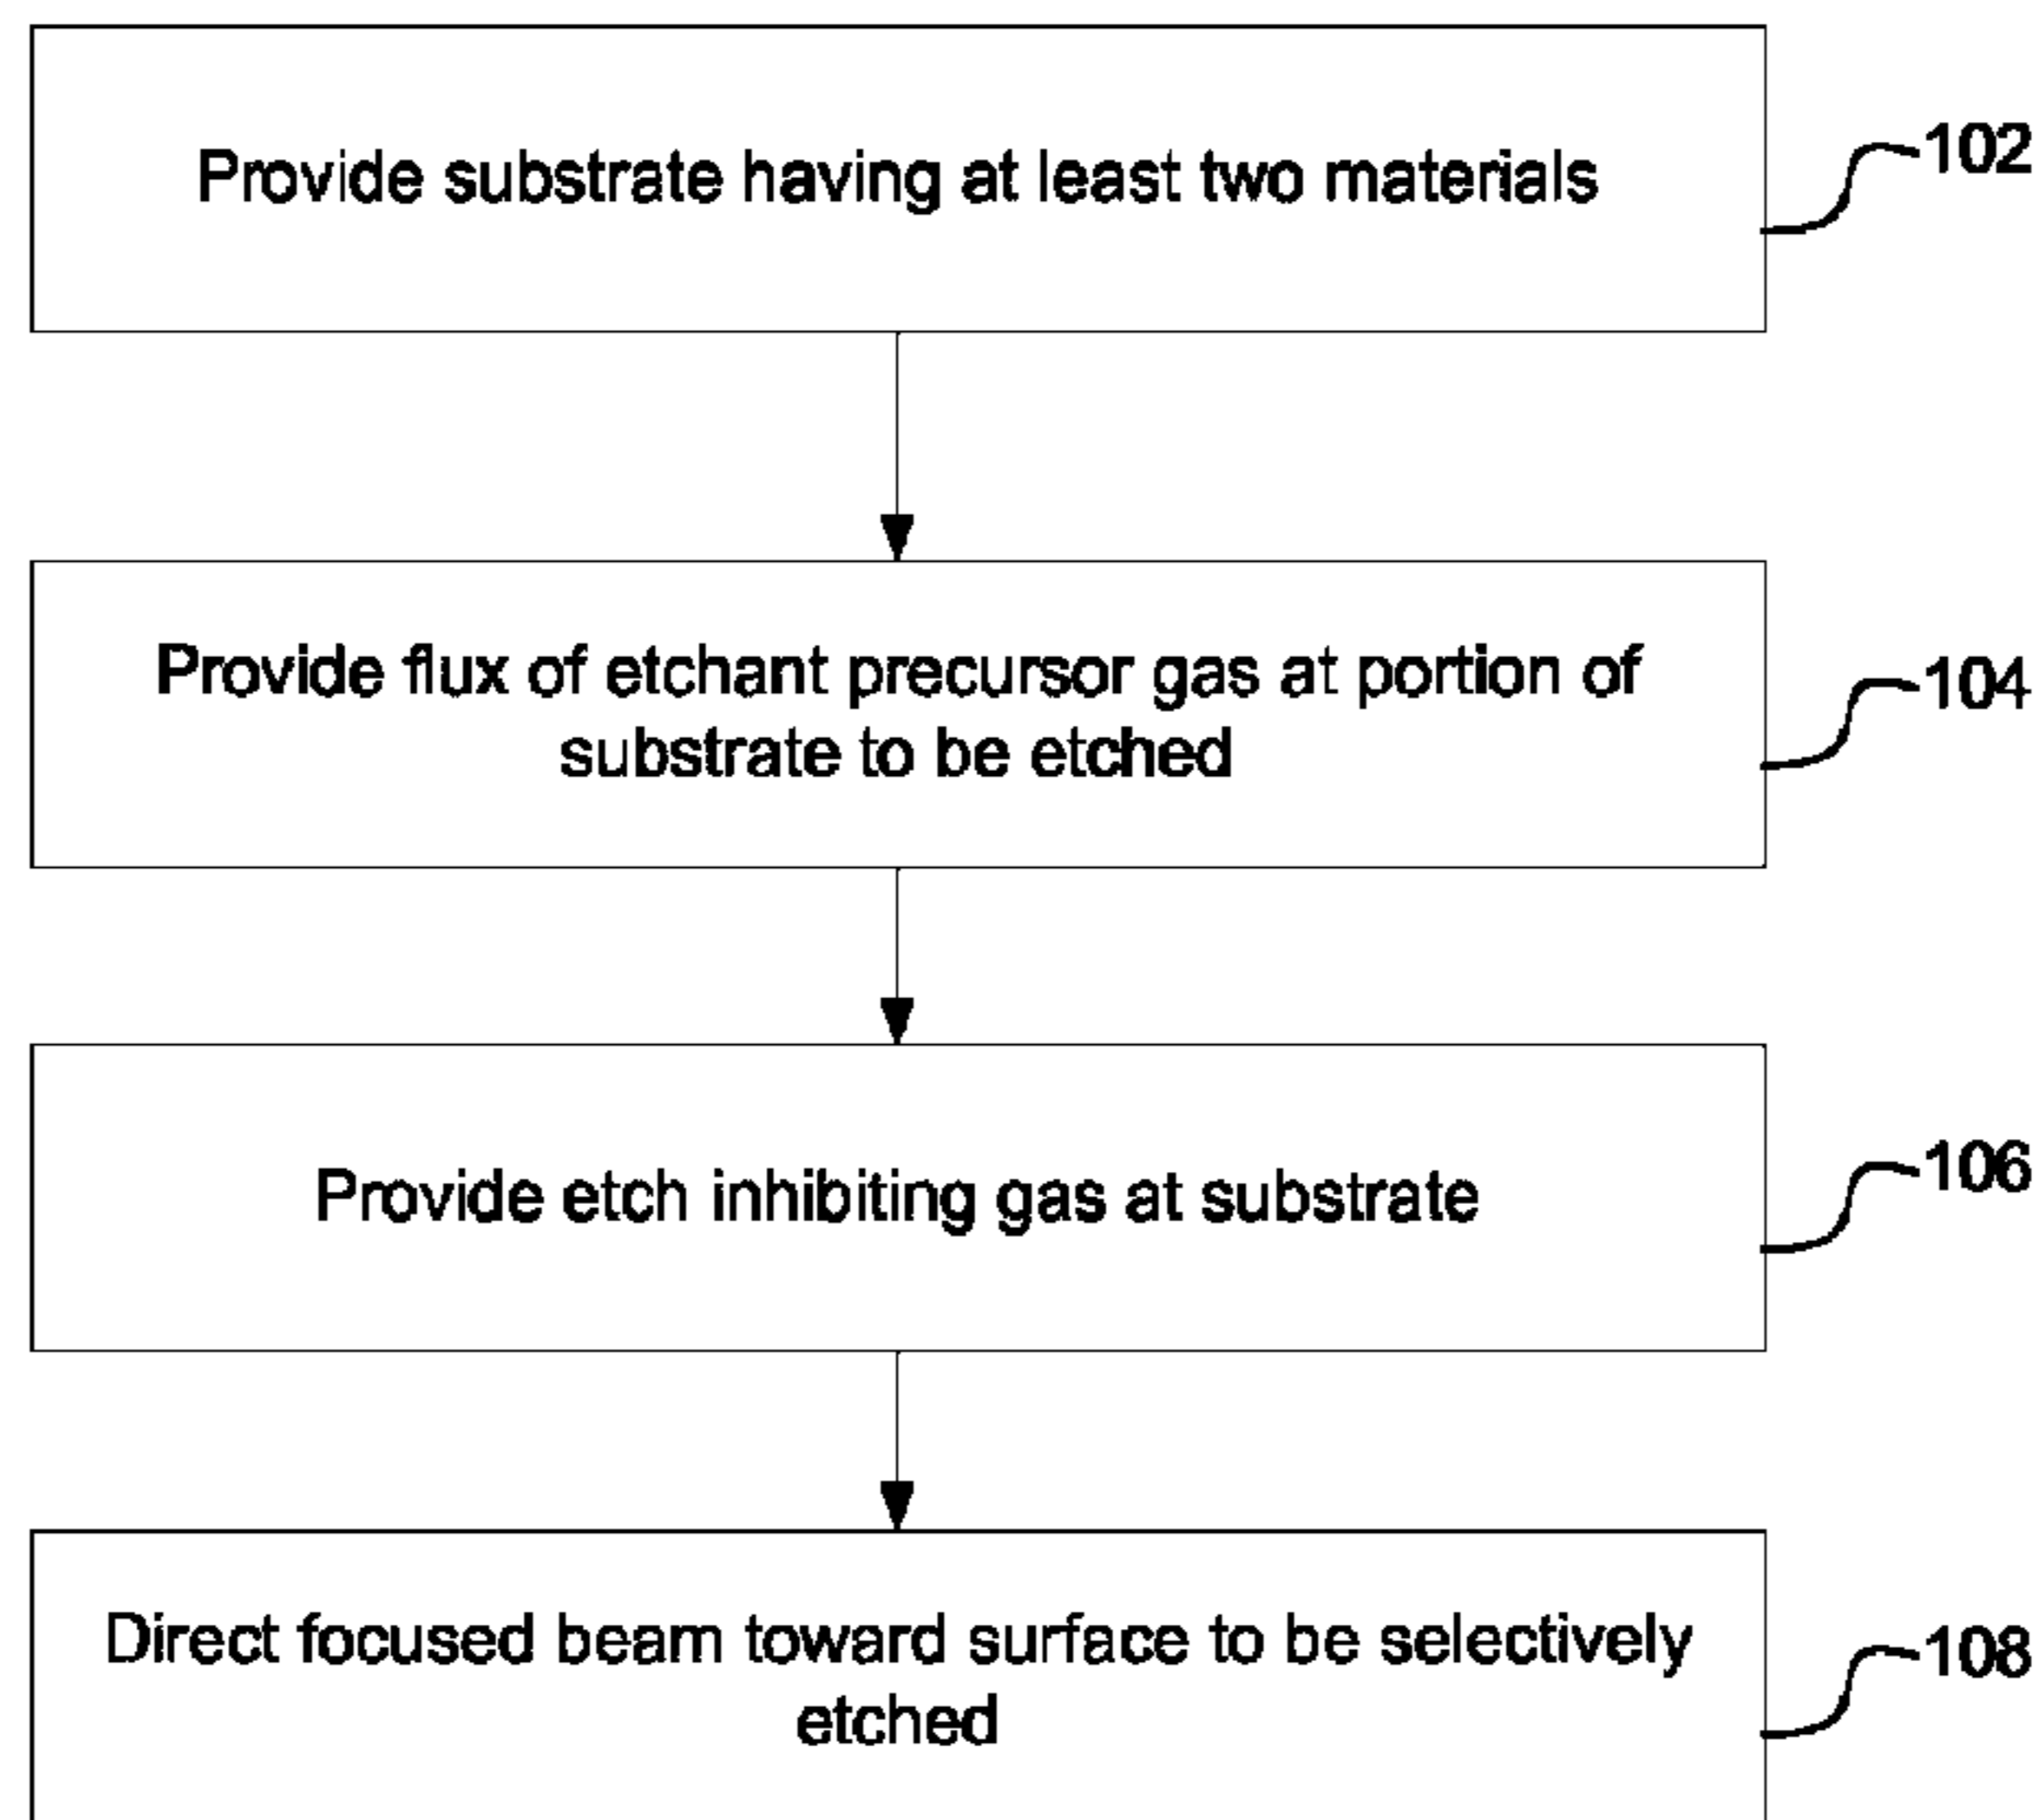 Provide substrate having at least two materials
102
Provide flux of etchant precursor gas at portion of
substrate to be etched
104
Provide etch inhibiting gas at substrate
106
Direct focused beam toward surface to be selectively
etched
108